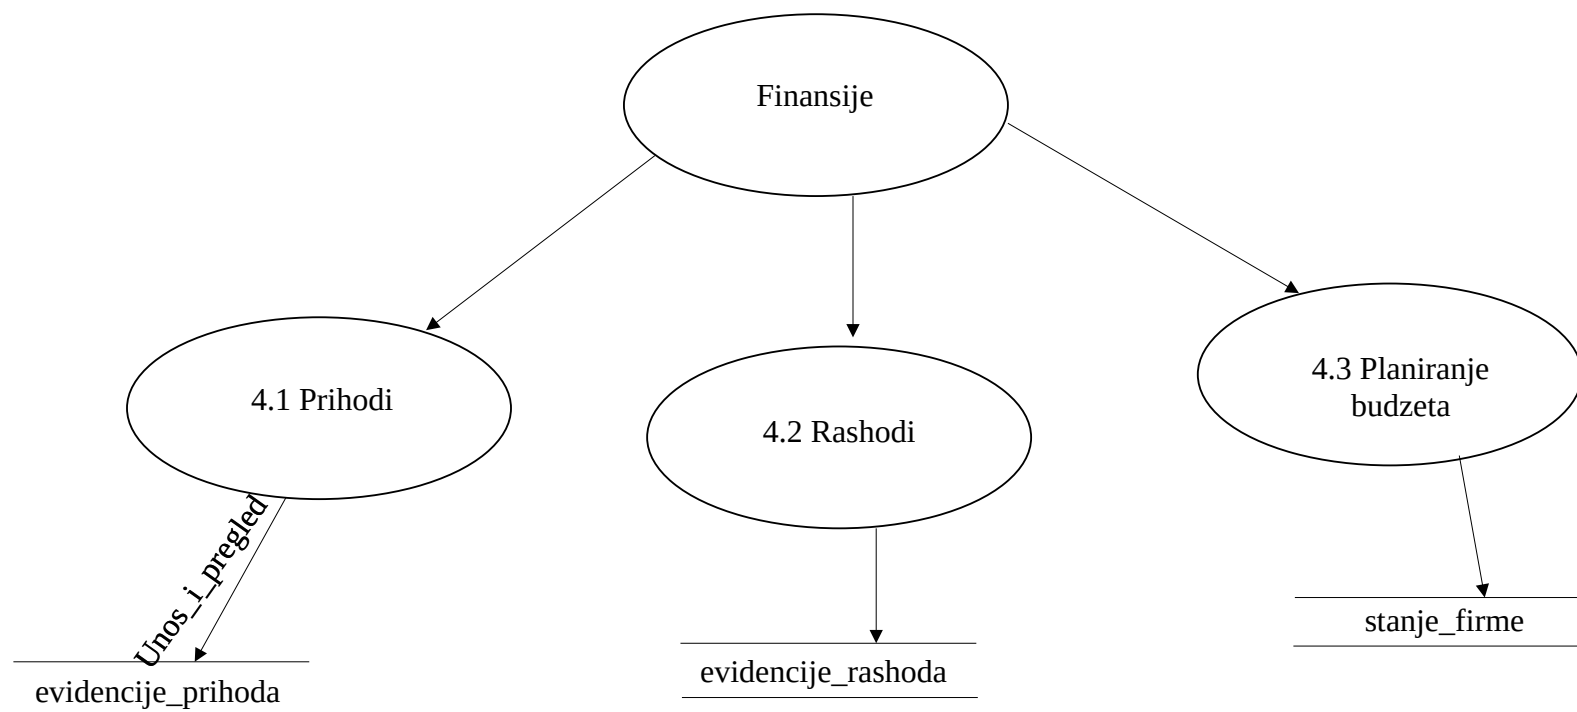 Finansije
4.1 Prihodi
4.2 Rashodi
4.3 Planiranje
budzeta
Unos_i_pregled
evidencije_prihoda
evidencije_rashoda
stanje_firme